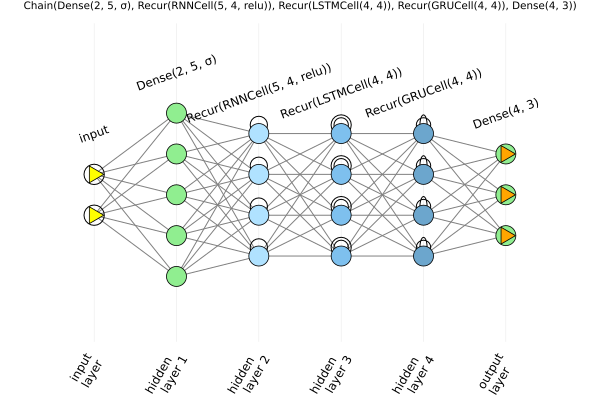 Chain(Dense(2, 5, σ), Recur(RNNCell(5, 4, relu)), Recur(LSTMCell(4, 4)), Recur(GRUCell(4, 4)), Dense(4, 3))
input
Dense(2, 5, σ)
Recur(RNNCell(5, 4, relu))
Recur(LSTMCell(4, 4))
Recur(GRUCell(4, 4))
Dense(4, 3)
input
layer
hidden
layer 1
hidden
layer 2
hidden
layer 3
hidden
layer 4
output
layer